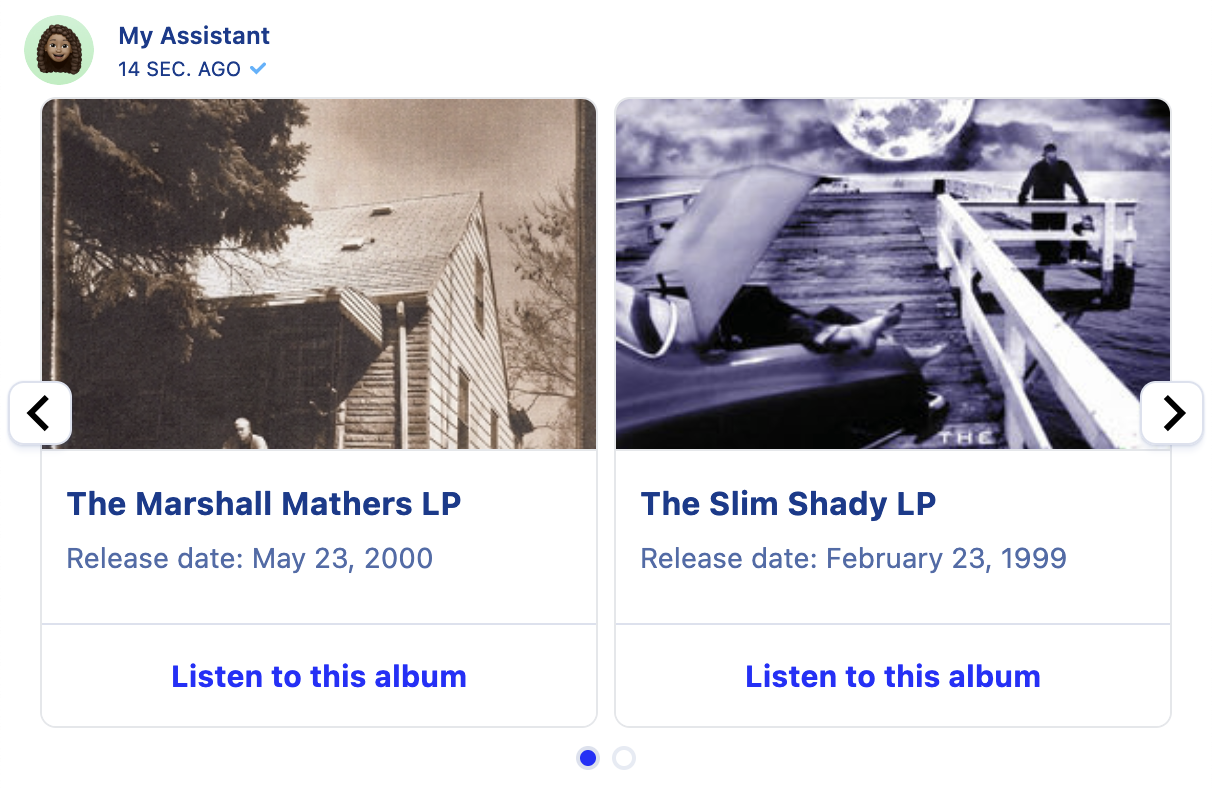 My Assistant
14 SEC. AGO
THE
The Marshall Mathers LP
Release date: May 23, 2000
Listen to this album
The Slim Shady LP
Release date: February 23, 1999
Listen to this album